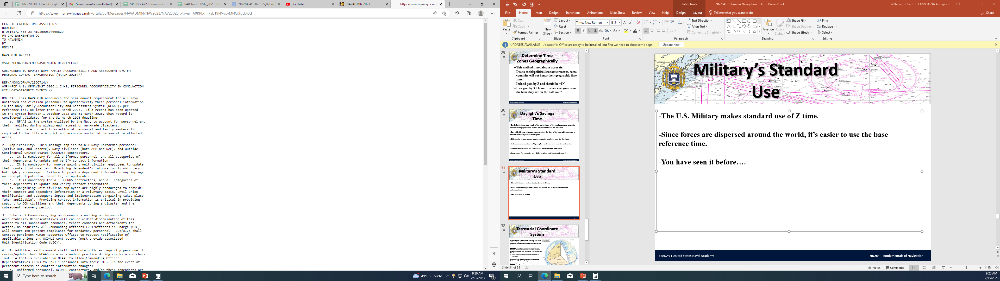 NN220 SKED.xlsx - Google
Search results - rwilhelm@
SPRING AY23 Exam Procto
SAR Tryout PSTs_2023 - Go
NN284 AY 2023 - Syllabus.
YouTube
NAVADMIN 2023
https://www.mynavyhr.nav
https://www.mynavyhr.navy.mil/Portals/55/Messages/NAVADMIN/NAV2023/NAV23025.txt?ver=A0RPfXnnkab19FKvccvMNQ%3d%3d
CLASSIFICATION: UNCLASSIFIED//
ROUTINE
R 031617Z FEB 23 MID200080706682U
FM CNO WASHINGTON DC
TO NAVADMIN
BT
UNCLAS
NAVADMIN 025/23
MSGID/GENADMIN/CNO WASHINGTON DC/N1/FEB//
SUBJ/ORDER TO UPDATE NAVY FAMILY ACCOUNTABILITY AND ASSESSMENT SYSTEM
PERSONAL CONTACT INFORMATION (MARCH 2023)//
REF/A/DOC/OPNAV/23OCT14//
AMPN/REF A is OPNAVINST 3006.1 CH-2, PERSONNEL ACCOUNTABILITY IN CONJUNCTION
WITH CATASTROPHIC EVENTS.//
RMKS/1. This NAVADMIN announces the semi-annual requirement for all Navy
uniformed and civilian personnel to update/verify their personal information
in the Navy Family Accountability and Assessment System (NFAAS), per
reference (a), no later than 31 March 2023. If a record has been updated
in the system between 1 October 2022 and 31 March 2023, that record is
considered validated for the 31 March 2023 deadline.
a. NFAAS is the system utilized by the Navy to account for personnel and
their families during widespread natural or man-made disasters.
b. Accurate contact information of personnel and family members is
required to facilitate a quick and accurate muster of personnel in affected
areas.
2. Applicability. This message applies to all Navy uniformed personnel
(Active Duty and Reserve), Navy civilians (both APF and NAF), and Outside
Continental United States (OCONUS) contractors.
a. It is mandatory for all uniformed personnel, and all categories of
their dependents to update and verify contact information.
b. It is mandatory for non-bargaining unit civilian employees to update
their contact information. Providing dependent's information is voluntary
but highly encouraged. Failure to provide dependent information may impinge
on receipt of potential benefits, if applicable.
c. It is mandatory for all OCONUS contractors, and all categories of
their dependents to update and verify contact information.
d. Bargaining unit civilian employees are highly encouraged to provide
their contact and dependent information on a voluntary basis, until union
notification and subsequent impact and implementation bargaining takes place
(when applicable). Providing contact information is critical in providing
support to DON civilians and their dependents during a disaster and the
subsequent recovery period.
3. Echelon 2 Commanders, Region Commanders and Region Personnel
Accountability Representatives will ensure widest dissemination of this
notice to all subordinate commands, tenant commands and detachments for
action, as required. All Commanding Officers (CO)/Officers-in-Charge (OIC)
will ensure 100 percent compliance for mandatory personnel. COs/OICs shall
contact pertinent Human Resources Offices to request notification of
applicable unions and OCONUS contractors (must provide associated
Unit Identification Code (UIC)).
4. In addition, each command shall institute policies requiring personnel to
review/update their NFAAS data as standard practice during check-in and check
-out. A tool is available in NFAAS to allow Commanding Officer
Representatives (COR) to "pull" personnel into their UIC. In the event of
permanent address or contact information changes:
a. Uniformed personnel, OCONUS contractors, and/or their dependents are
Type here to search
49°F Cloudy
9:20 AM
2/15/2023
4
Table Tools
NN284-11-Time in Navigation.pptx - PowerPoint
Wilhelm, Robert G LT USN USNA Annapolis
File Home Insert Design Transitions Animations Slide Show Review View Help Design Layout Tell me what you want to do Share
Paste
Cut
Copy
Format Painter
Clipboard
New
Slide
Layout
Reset
Section
Slides
Times New Roman 13.5
B I U S abc AV Aa A
Font
Text Direction
Align Text
Convert to SmartArt
Paragraph
Arrange
Quick
Styles
Shape Fill
Shape Outline
Shape Effects
Drawing
Find
Replace
Select
Editing
UPDATES AVAILABLE Updates for Office are ready to be installed, but first we need to close some apps. Update now
29
Determine Time
Zones Geographically
– This method is not always accurate.
– Due to social/political/economic reasons, some
countries will not honor their geographic time
zone.
– Iceland goes by Z and should be +1N.
– Iran goes by 3.5 hours….when everyone is on
the hour they are on the half hour!
30
Daylight's Savings
Time
-Daylight Savings: As a result of the early rising of the sun in summer, a certain
amount of daylight would be lost if time zones were not adjusted.
-To avoid this loss, it is customary to adopt the time of the next adjacent zone to
the east during a portion of the year.
-This results in sunrise and sunset occurring one hour later by the clock.
-In the summer months, we "Spring forward" one time zone towards Zulu.
-In the winter months, we "Fall back" one time zone from Zulu.
-Legal times for countries may differ to align with bigger neighbors!
31
Military's Standard
Use
-The U.S. Military makes standard use of Z time.
-Since forces are dispersed around the world, it's easier to use the base
reference time.
-You have seen it before….
32
Terrestrial Coordinate
System
Military's Standard
Use
-The U.S. Military makes standard use of Z time.
-Since forces are dispersed around the world, it's easier to use the base
reference time.
-You have seen it before….
SEANAV I United States Naval Academy
NN284 – Fundamentals of Navigation
Slide 31 of 35
Notes
Comments
111%
9:20 AM
2/15/2023